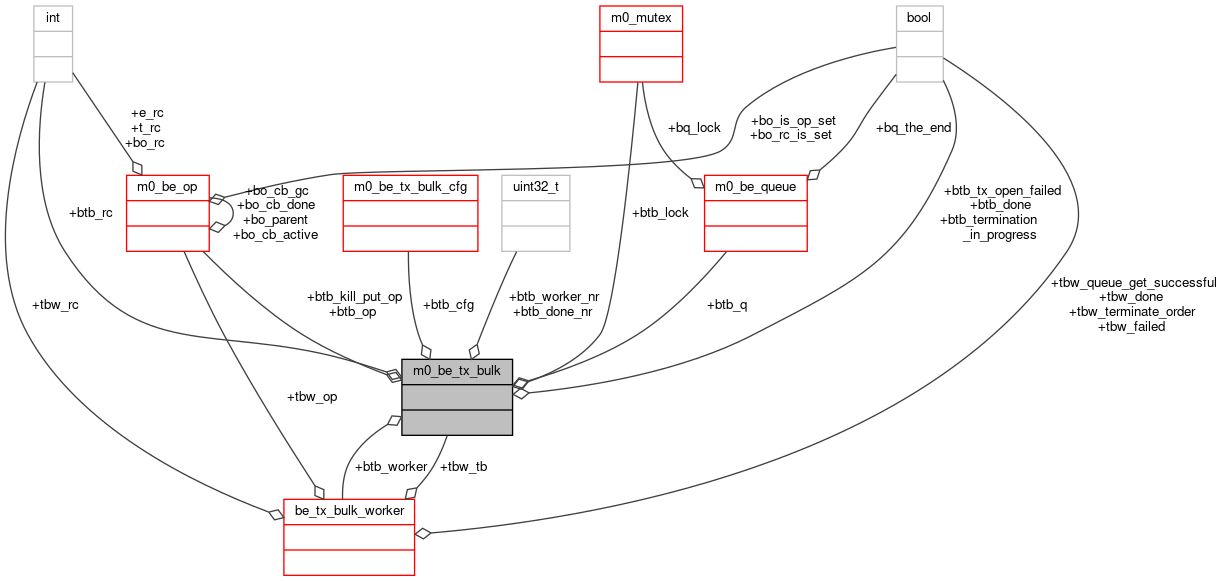 int
m0_mutex
bool
+e_rc
+t_rc
+bo_rc
+bq_lock
+bo_is_op_set
+bo_rc_is_set
+bq_the_end
m0_be_op
+bo_cb_gc
+bo_cb_done
+bo_parent
+bo_cb_active
m0_be_tx_bulk_cfg
uint32_t
m0_be_queue
+btb_rc
+btb_lock
+btb_tx_open_failed
+btb_done
+btb_termination
_in_progress
+tbw_rc
+btb_kill_put_op
+btb_op
+btb_cfg
+btb_worker_nr
+btb_done_nr
+btb_q
+tbw_queue_get_successful
+tbw_done
+tbw_terminate_order
+tbw_failed
m0_be_tx_bulk
+tbw_op
+btb_worker
+tbw_tb
be_tx_bulk_worker